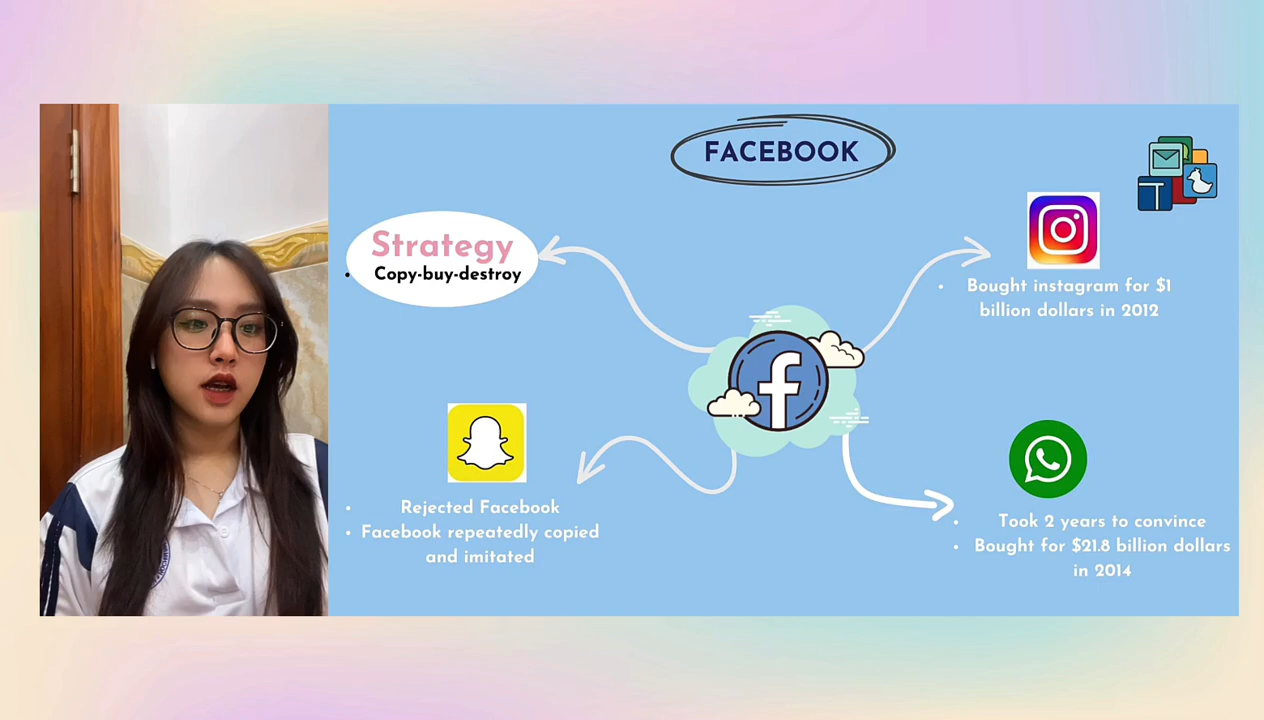 FACEBOOK
Strategy
• Copy-buy-destroy
• Bought instagram for $1
billion dollars in 2012
• Rejected Facebook
• Facebook repeatedly copied
and imitated
• Took 2 years to convince
• Bought for $21.8 billion dollars
in 2014